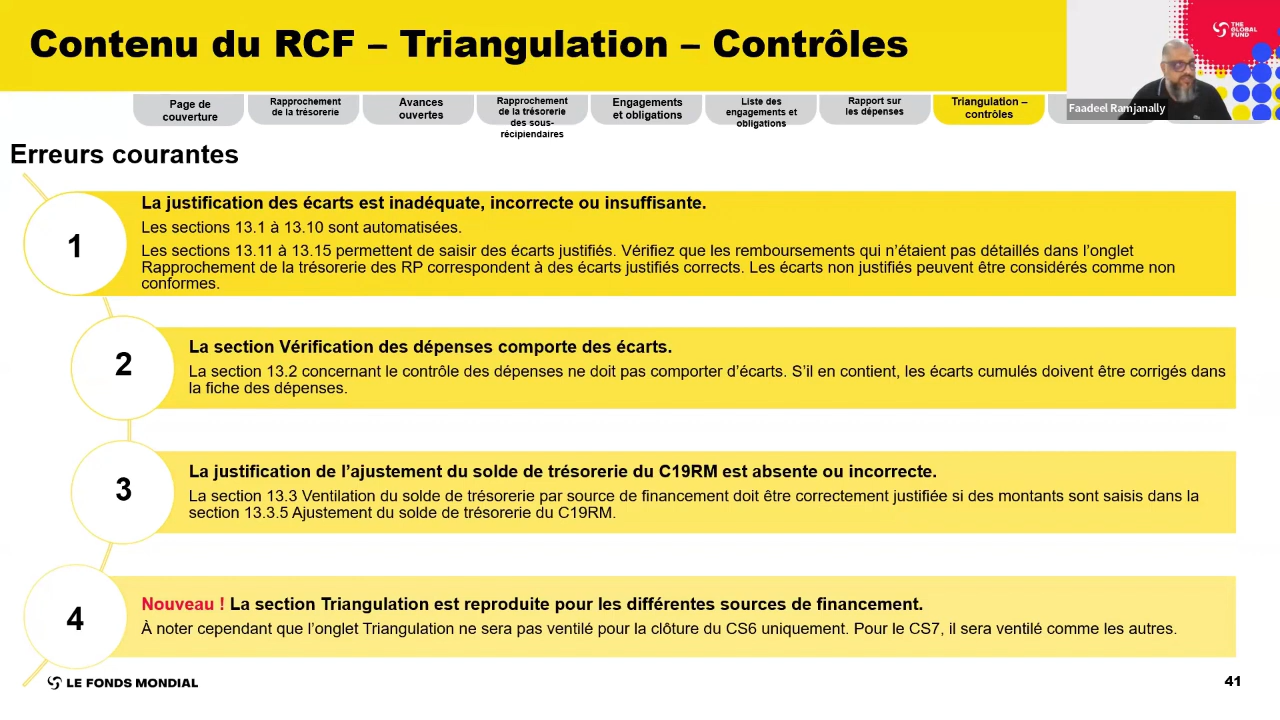 Contenu du RCF – Triangulation – Contrôles
THE
GLOBAL
FUND
Faadeel Ramjanally
Page de
couverture
Rapprochement
de la trésorerie
Avances
ouvertes
Rapprochement
de la trésorerie
des sous-
récipiendaires
Engagements
et obligations
Liste des
engagements et
obligations
Rapport sur
les dépenses
Triangulation –
contrôles
Erreurs courantes
1
La justification des écarts est inadéquate, incorrecte ou insuffisante.
Les sections 13.1 à 13.10 sont automatisées.
Les sections 13.11 à 13.15 permettent de saisir des écarts justifiés. Vérifiez que les remboursements qui n’étaient pas détaillés dans l’onglet
Rapprochement de la trésorerie des RP correspondent à des écarts justifiés corrects. Les écarts non justifiés peuvent être considérés comme non
conformes.
2
La section Vérification des dépenses comporte des écarts.
La section 13.2 concernant le contrôle des dépenses ne doit pas comporter d’écarts. S’il en contient, les écarts cumulés doivent être corrigés dans
la fiche des dépenses.
3
La justification de l’ajustement du solde de trésorerie du C19RM est absente ou incorrecte.
La section 13.3 Ventilation du solde de trésorerie par source de financement doit être correctement justifiée si des montants sont saisis dans la
section 13.3.5 Ajustement du solde de trésorerie du C19RM.
4
Nouveau ! La section Triangulation est reproduite pour les différentes sources de financement.
À noter cependant que l’onglet Triangulation ne sera pas ventilé pour la clôture du CS6 uniquement. Pour le CS7, il sera ventilé comme les autres.
LE FONDS MONDIAL
41